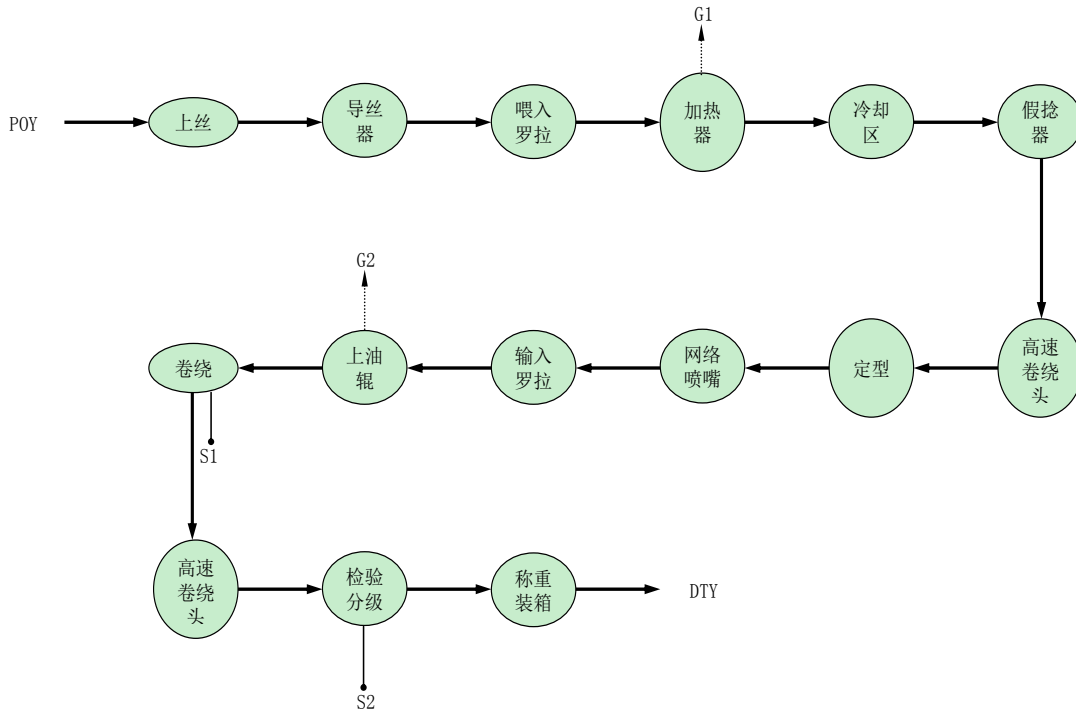 G1
POY
上丝
导丝
器
喂入
罗拉
加热
器
冷却
区
假捻
器
G2
卷绕
上油
辊
输入
罗拉
网络
喷嘴
定型
高速
卷绕
头
S1
高速
卷绕
头
检验
分级
称重
装箱
DTY
S2